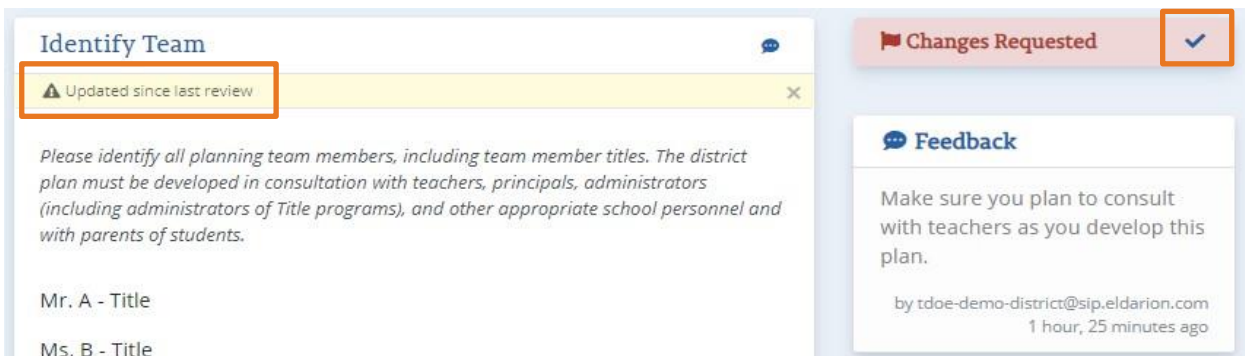 Identify Team
Updated since last review
Please identify all planning team members, including team member titles. The district
plan must be developed in consultation with teachers, principals, administrators
(including administrators of Title programs), and other appropriate school personnel and
with parents of students.
Mr. A - Title
Ms. B - Title
Changes Requested
Feedback
Make sure you plan to consult
with teachers as you develop this
plan.
by tdoe-demo-district@sip.eldarion.com
1 hour, 25 minutes ago